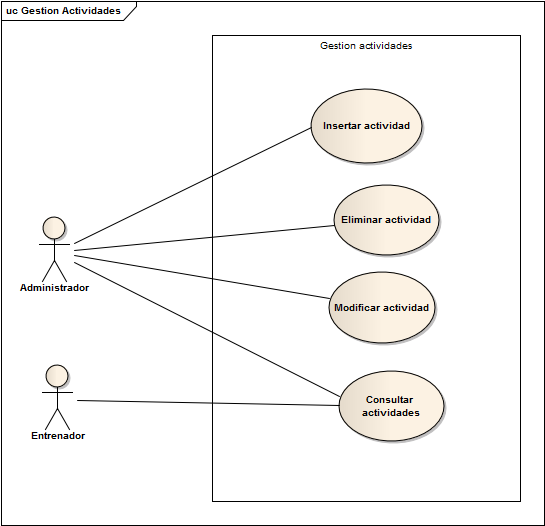 uc Gestion Actividades
Gestion actividades
Insertar actividad
Eliminar actividad
Administrador
Modificar actividad
Consultar
actividades
Entrenador